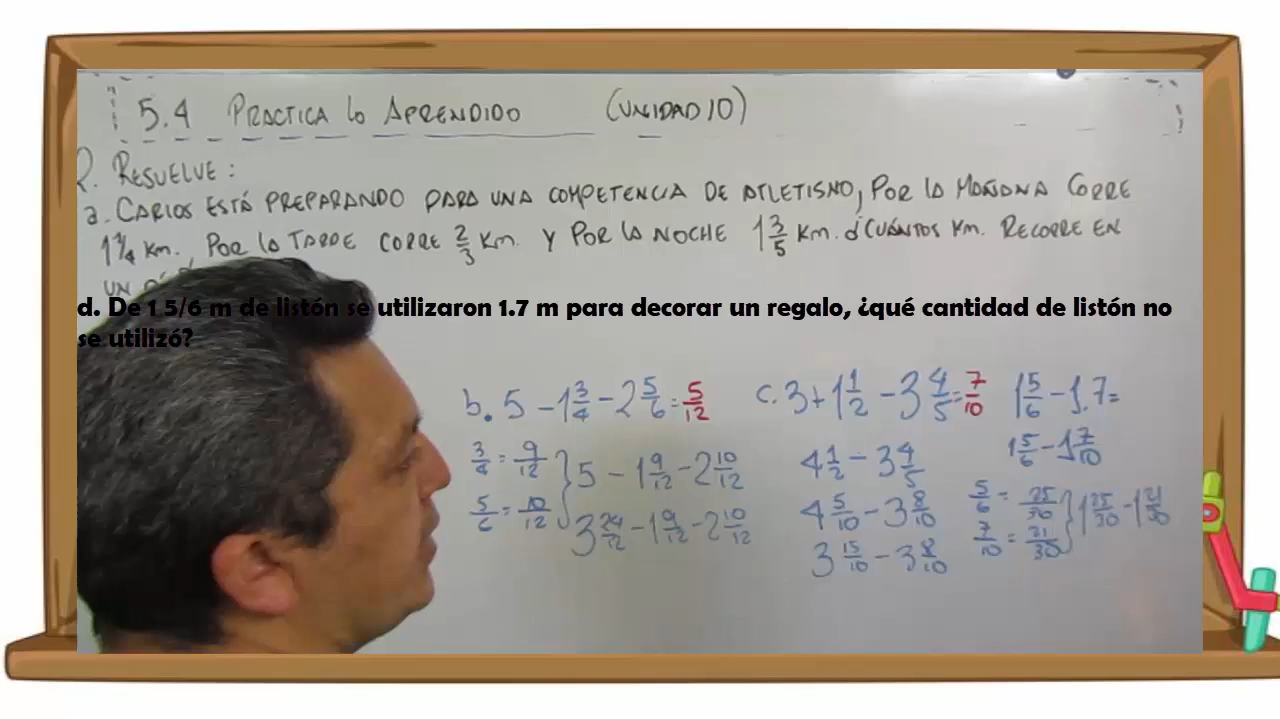 5.4 PRACTICA lo APRENDIDO (UNIDAD 10)
2. RESUELVE:
a. CARLOS ESTÁ PREPARANDO PARA UNA COMPETENCIA DE ATLETISMO, POR LA MAÑANA CORRE
1 1/4 Km. POR LA TARDE CORRE 2/3 Km. Y POR LA NOCHE 1 3/5 Km. ¿CUÁNTOS Km. RECORRE EN
UN
d. De 1 5/6 m de listón se utilizaron 1.7 m para decorar un regalo, ¿qué cantidad de listón no
se utilizó?
b. 5 - 1 3/4 - 2 5/6 = 5/12
3/4 = 9/12 } 5 - 1 9/12 - 2 10/12
5/6 = 10/12
3 24/12 - 1 9/12 - 2 10/12
c. 3 + 1 1/2 - 3 4/5 = 7/10
4 1/2 - 3 4/5
4 5/10 - 3 8/10
3 15/10 - 3 8/10
1 5/6 - 1.7 =
1 5/6 - 1 7/10
5/6 = 25/30 } 1 25/30 - 1 21/30
7/10 = 21/30